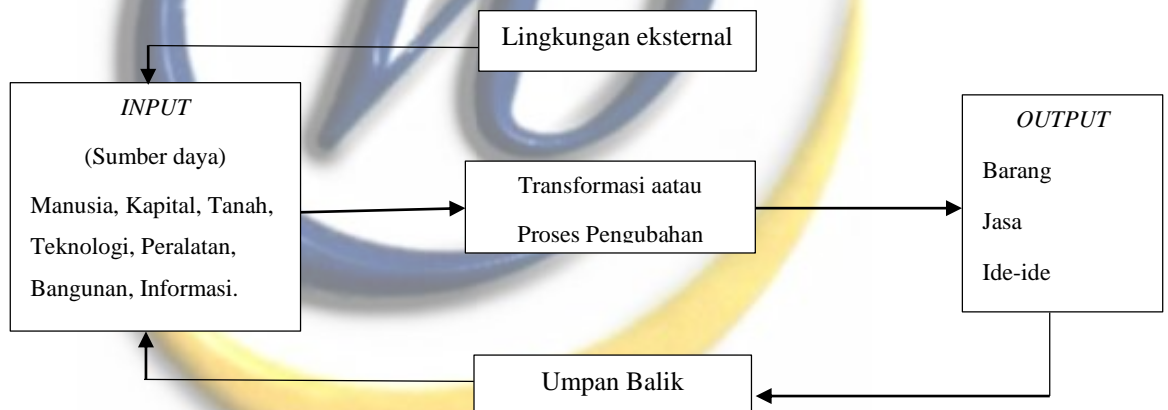 Lingkungan eksternal
INPUT
(Sumber daya)
Manusia, Kapital, Tanah,
Teknologi, Peralatan,
Bangunan, Informasi.
Transformasi aatau
Proses Pengubahan
OUTPUT
Barang
Jasa
Ide-ide
Umpan Balik